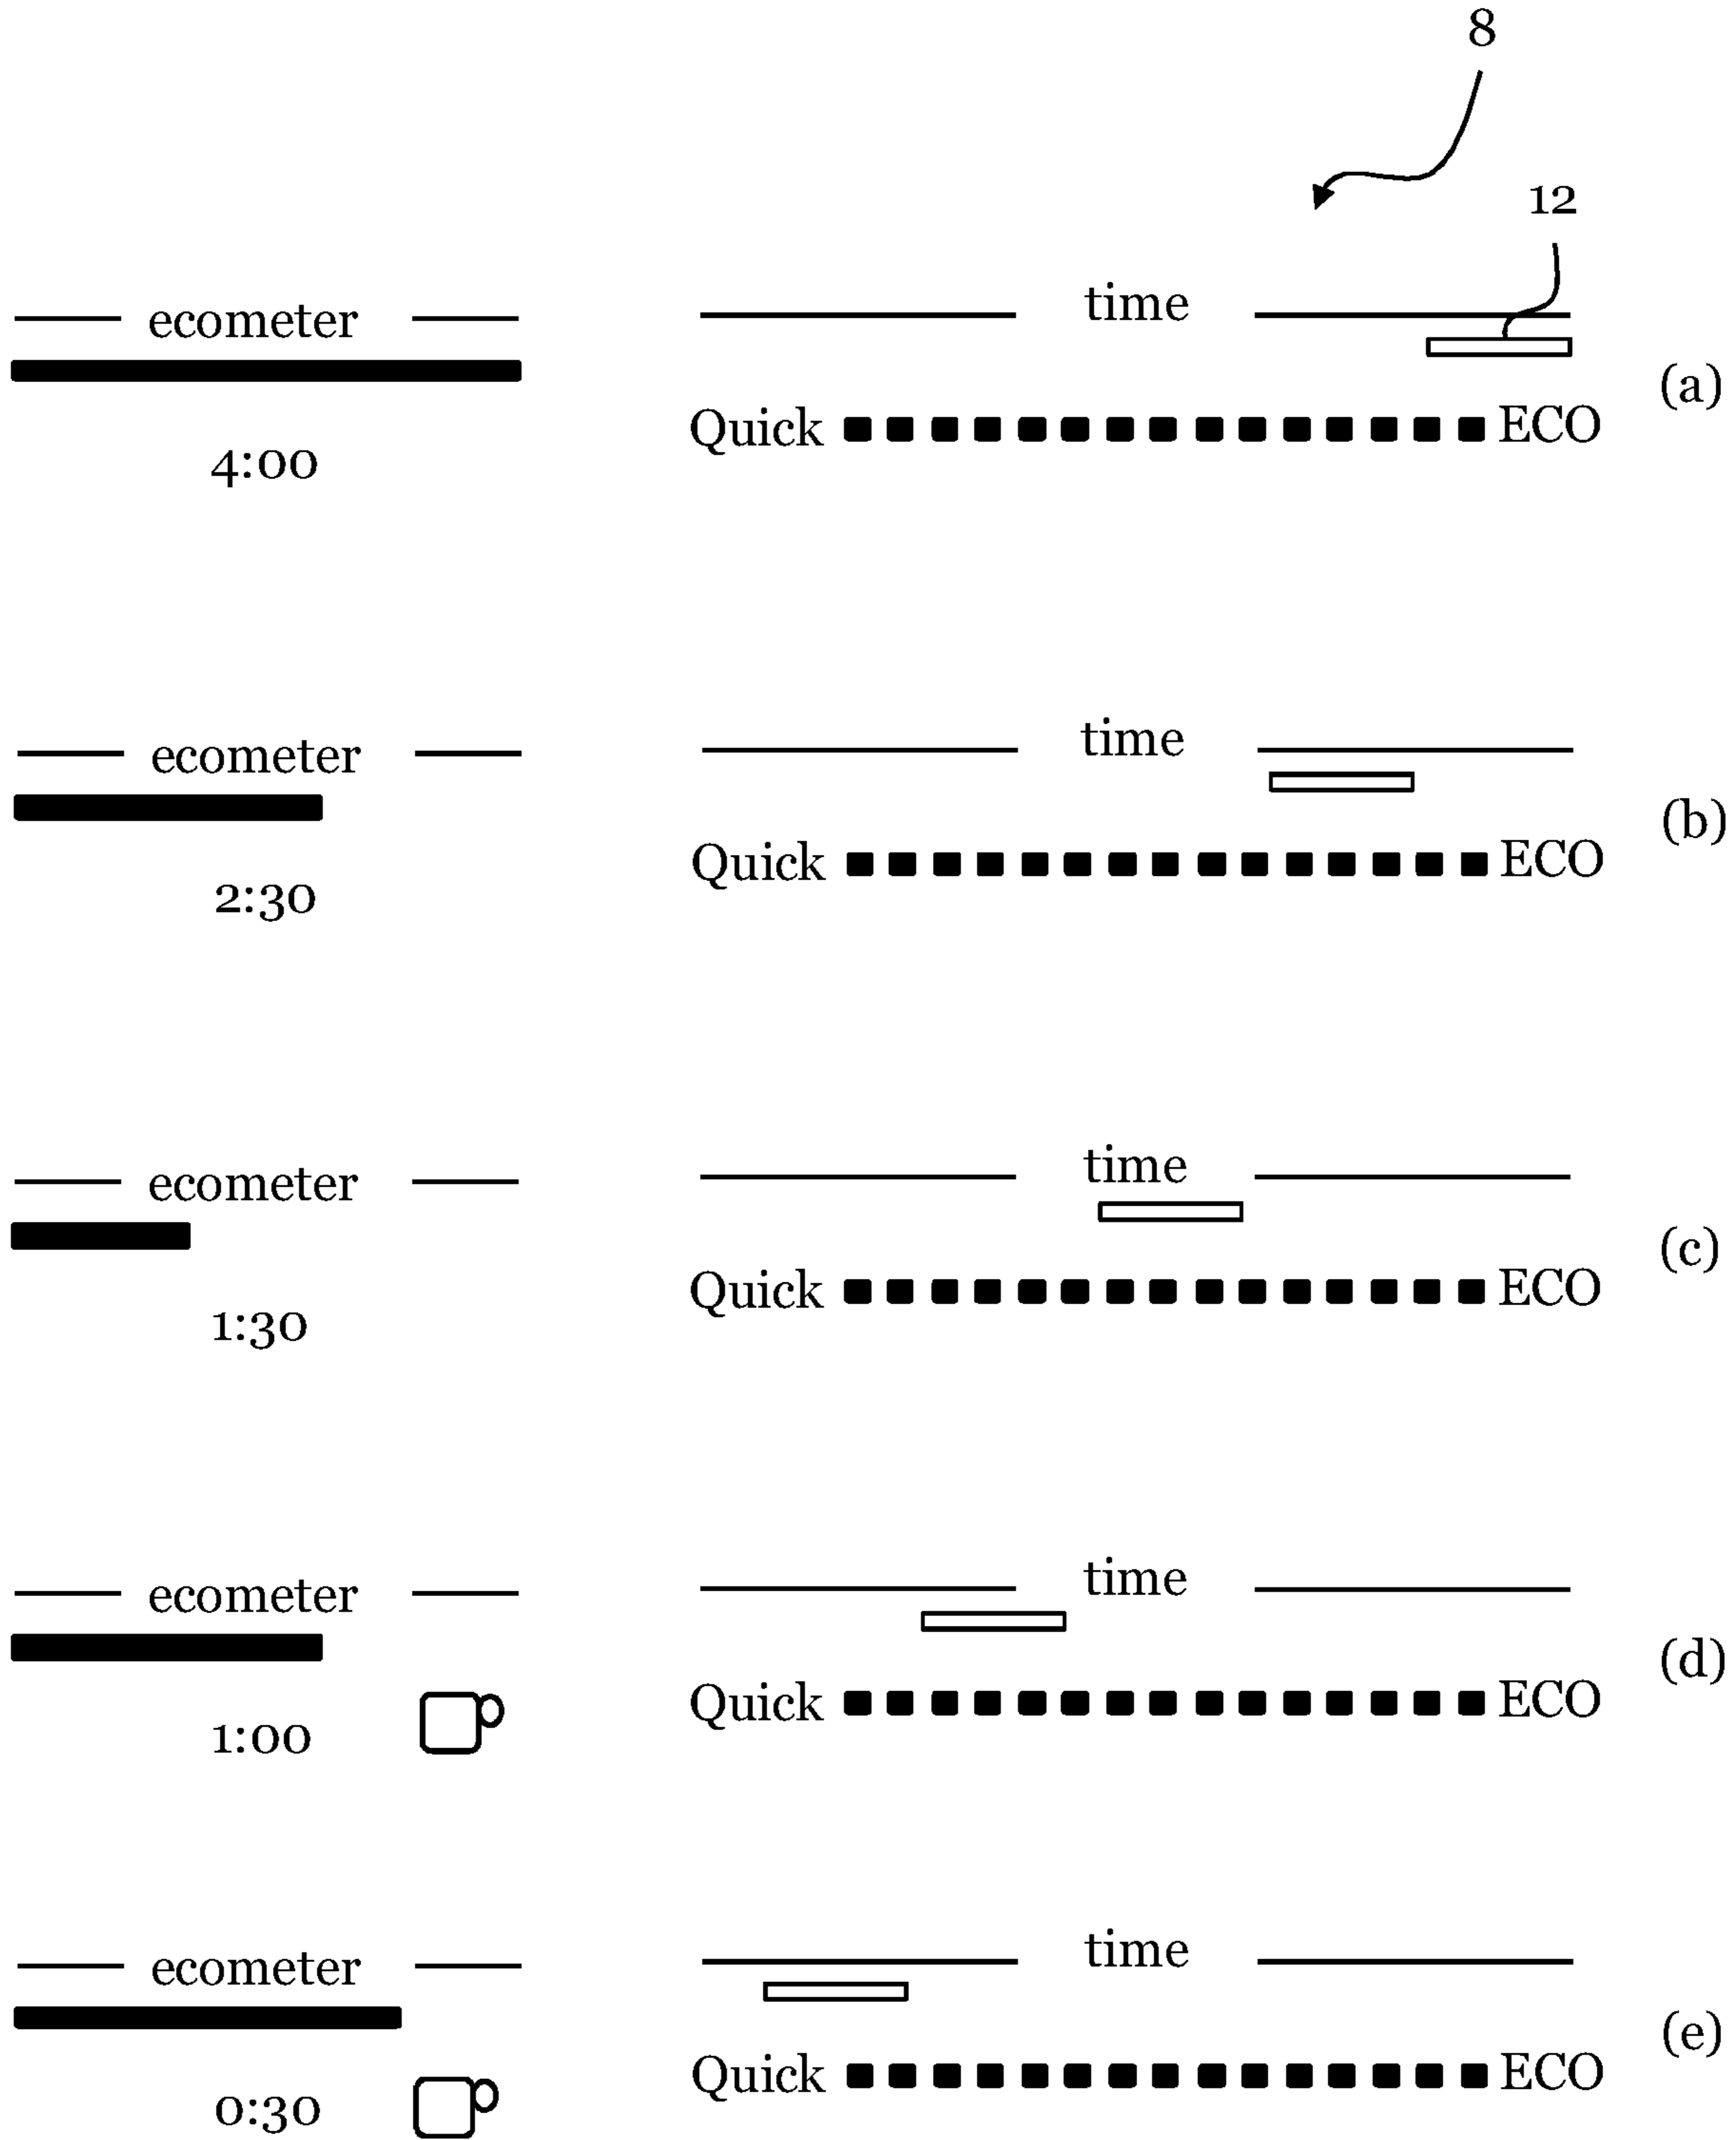 8
12
ecometer time
Quick ECO (a)
4:00
ecometer time
Quick ECO (b)
2:30
ecometer time
Quick ECO (c)
1:30
ecometer time
Quick ECO (d)
1:00
ecometer time
Quick ECO (e)
0:30